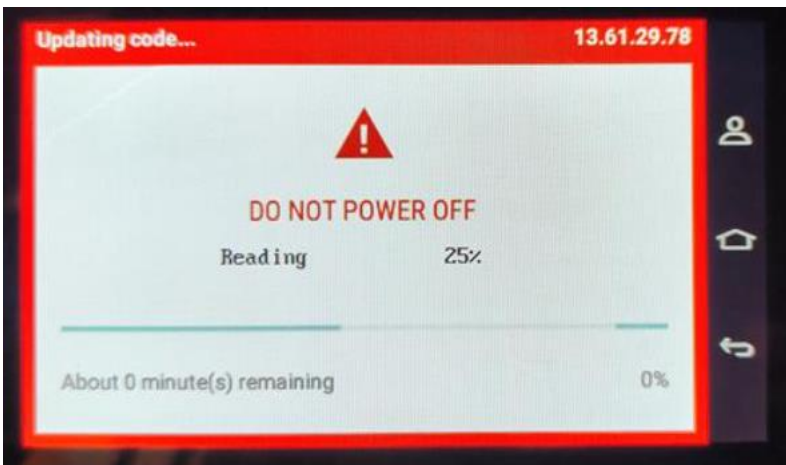 Updating code... 13.61.29.78
!
DO NOT POWER OFF
Reading 25%
About 0 minute(s) remaining 0%